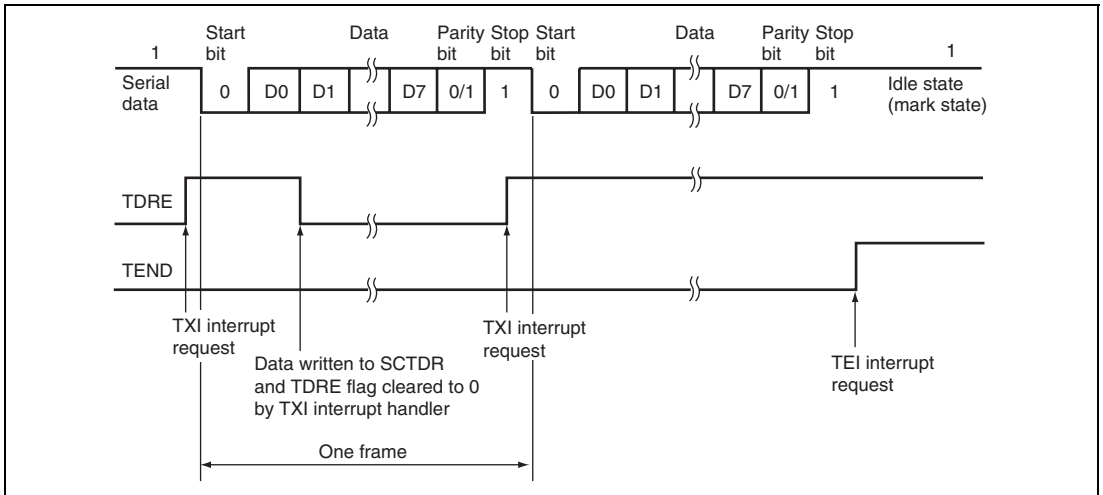 Start bit
Data
Parity bit
Stop bit
Start bit
Data
Parity bit
Stop bit
1
1
Serial data
0
D0
D1
D7
0/1
1
0
D0
D1
D7
0/1
1
Idle state
(mark state)
TDRE
TEND
TXI interrupt
request
Data written to SCTDR
and TDRE flag cleared to 0
by TXI interrupt handler
TXI interrupt
request
TEI interrupt
request
One frame